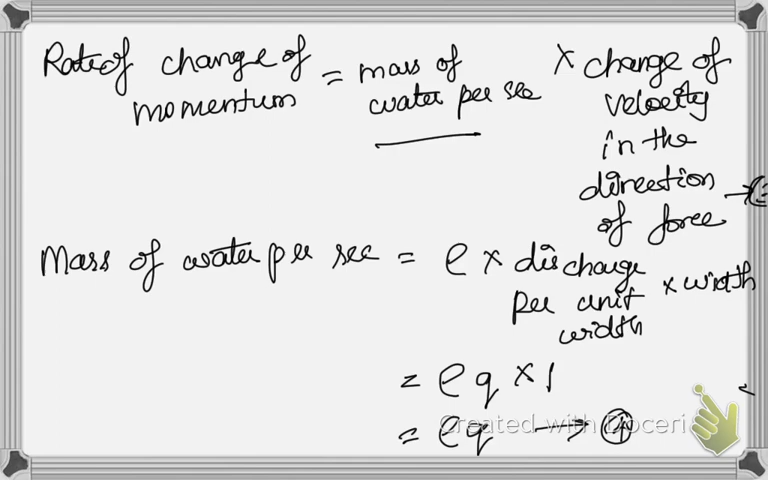 Rate of change of momentum = mass of water per sec × change of velocity in the direction of force →
Mass of water per sec = ρ × discharge per unit width × width
= ρq × 1
= ρq → ④
Created with Doceri